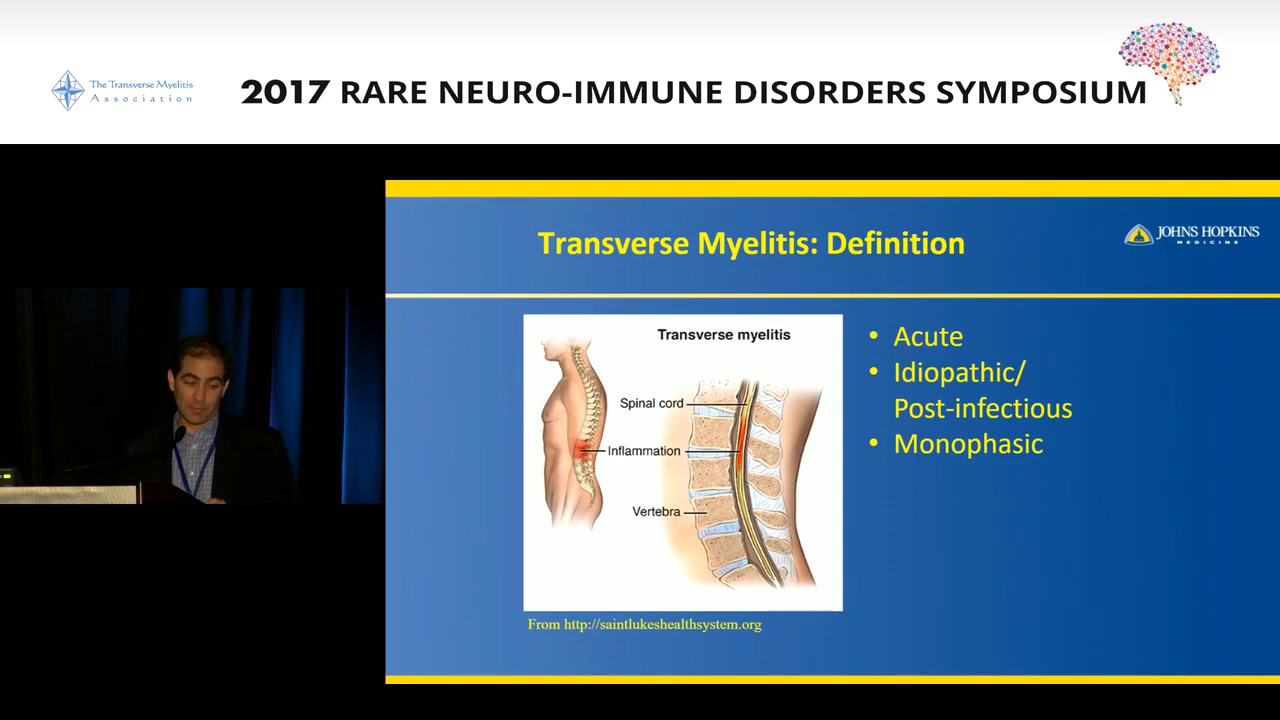 The Transverse Myelitis
Association
2017 RARE NEURO-IMMUNE DISORDERS SYMPOSIUM
Transverse Myelitis: Definition
JOHNS HOPKINS
MEDICINE
Transverse myelitis
Spinal cord
Inflammation
Vertebra
From http://saintlukeshealthsystem.org
• Acute
• Idiopathic/
Post-infectious
• Monophasic